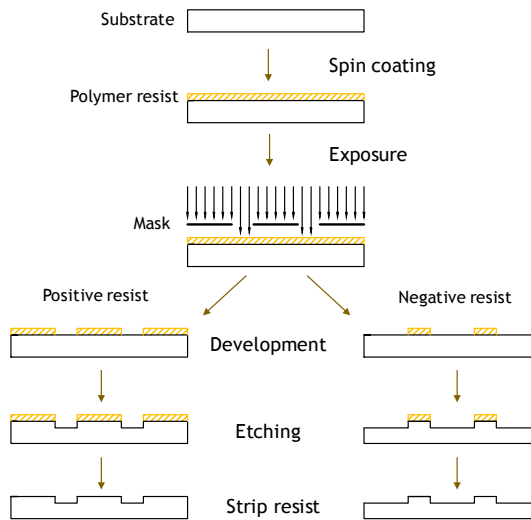 Substrate
Spin coating
Polymer resist
Exposure
Mask
Positive resist
Negative resist
Development
Etching
Strip resist